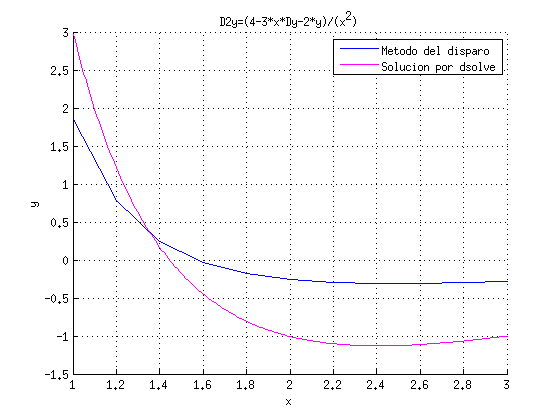 D2y=(4-3*x*Dy-2*y)/(x²)
3
2.5
2
1.5
1
0.5
0
-0.5
-1
-1.5
y
Metodo del disparo
Solucion por dsolve
1 1.2 1.4 1.6 1.8 2 2.2 2.4 2.6 2.8 3
x